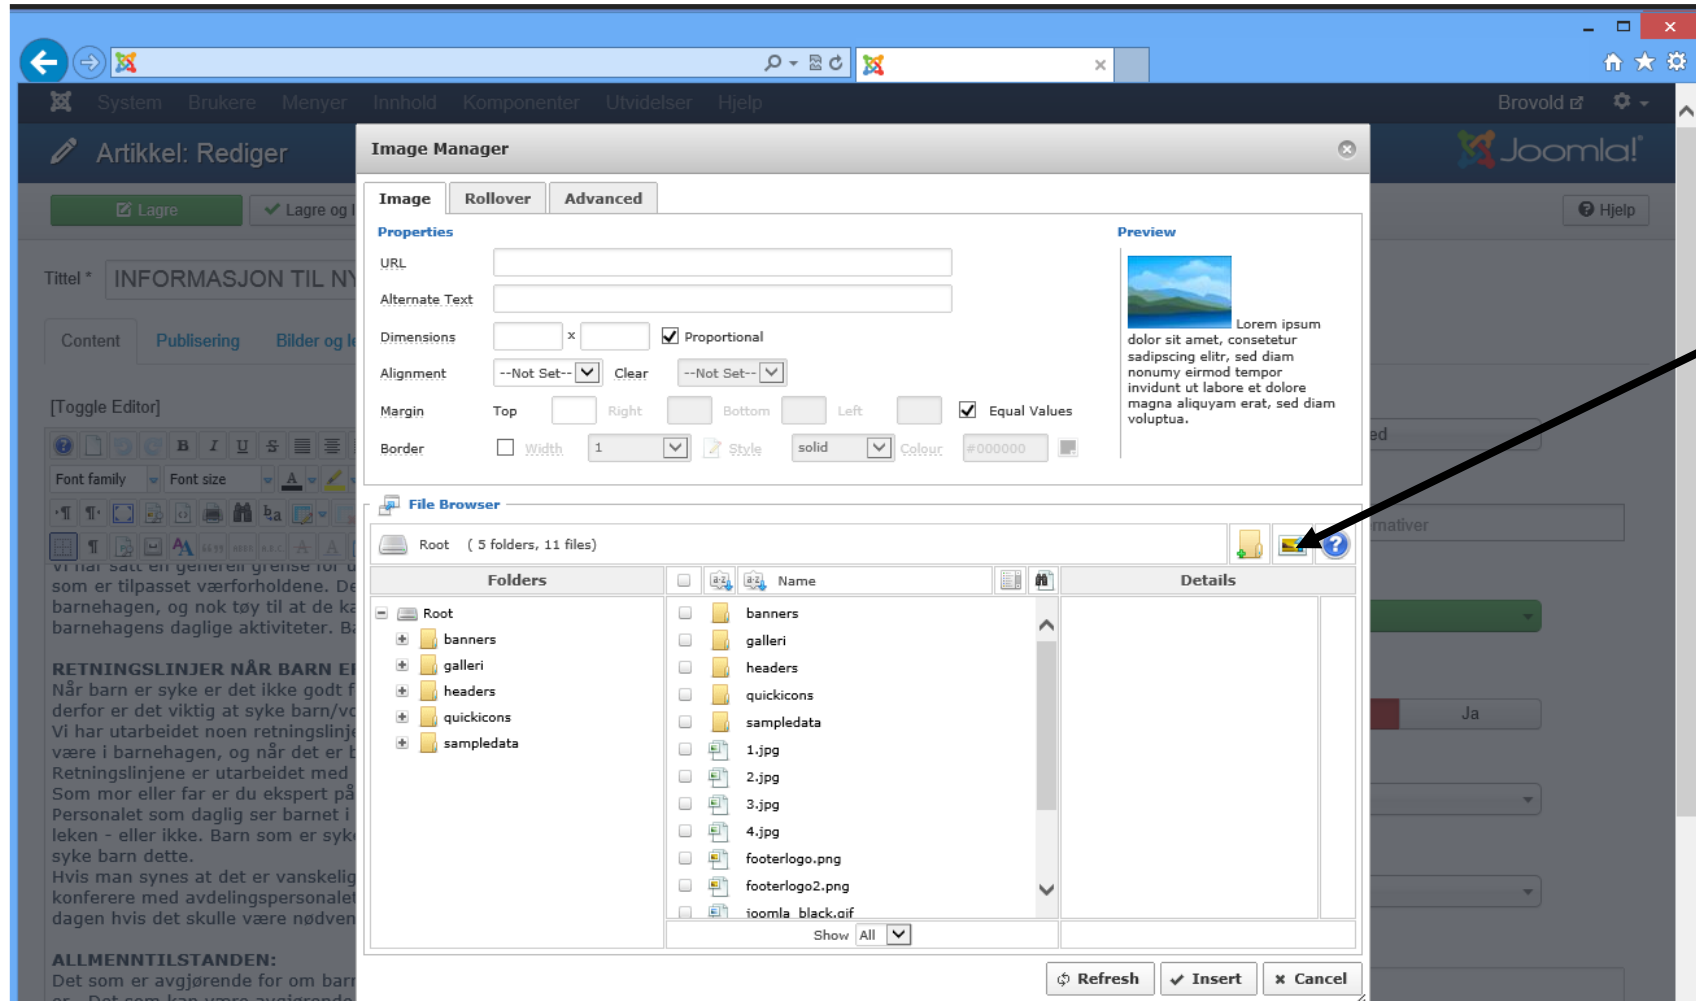 System Brukere Menyer Innhold Komponenter Utvidelser Hjelp Brovold
Artikkel: Rediger
Joomla!
Lagre
Lagre og l
Hjelp
Tittel * INFORMASJON TIL NY
Content Publisering Bilder og le
[Toggle Editor]
B I U S
Font family Font size A
som er tilpasset værforholdene. De
barnehagen, og nok tøy til at de ka
barnehagens daglige aktiviteter. Ba
RETNINGSLINJER NÅR BARN ER
Når barn er syke er det ikke godt f
derfor er det viktig at syke barn/vo
Vi har utarbeidet noen retningslinje
være i barnehagen, og når det er b
Retningslinjene er utarbeidet med
Som mor eller far er du ekspert på
Personalet som daglig ser barnet i
leken - eller ikke. Barn som er syke
syke barn dette.
Hvis man synes at det er vanskelig
konferere med avdelingspersonalet
dagen hvis det skulle være nødven
ALLMENNTILSTANDEN:
Det som er avgjørende for om barn
Image Manager
Image Rollover Advanced
Properties
URL
Alternate Text
Dimensions x Proportional
Alignment --Not Set-- Clear --Not Set--
Margin Top Right Bottom Left Equal Values
Border Width 1 Style solid Colour #000000
Preview
Lorem ipsum
dolor sit amet, consetetur
sadipscing elitr, sed diam
nonumy eirmod tempor
invidunt ut labore et dolore
magna aliquyam erat, sed diam
voluptua.
File Browser
Root ( 5 folders, 11 files)
Folders
Name
Details
Root
banners
galleri
headers
quickicons
sampledata
banners
galleri
headers
quickicons
sampledata
1.jpg
2.jpg
3.jpg
4.jpg
footerlogo.png
footerlogo2.png
joomla_black.gif
Show All
Refresh Insert Cancel
ed
rnativer
Ja